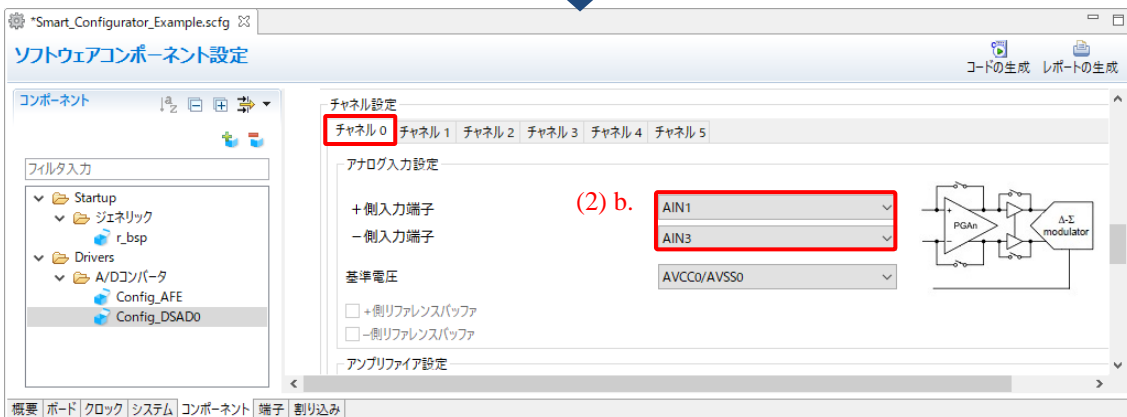 *Smart_Configurator_Example.scfg
ソフトウェアコンポーネント設定
コードの生成 レポートの生成
コンポーネント
フィルタ入力
Startup
ジェネリック
r_bsp
Drivers
A/Dコンバータ
Config_AFE
Config_DSAD0
チャネル設定
チャネル 0 チャネル 1 チャネル 2 チャネル 3 チャネル 4 チャネル 5
アナログ入力設定
+側入力端子
(2) b.
AIN1
-側入力端子
AIN3
基準電圧
AVCC0/AVSS0
+側リファレンスバッファ
-側リファレンスバッファ
アンプリファイア設定
PGAn
Δ-Σ
modulator
概要 ボード クロック システム コンポーネント 端子 割り込み